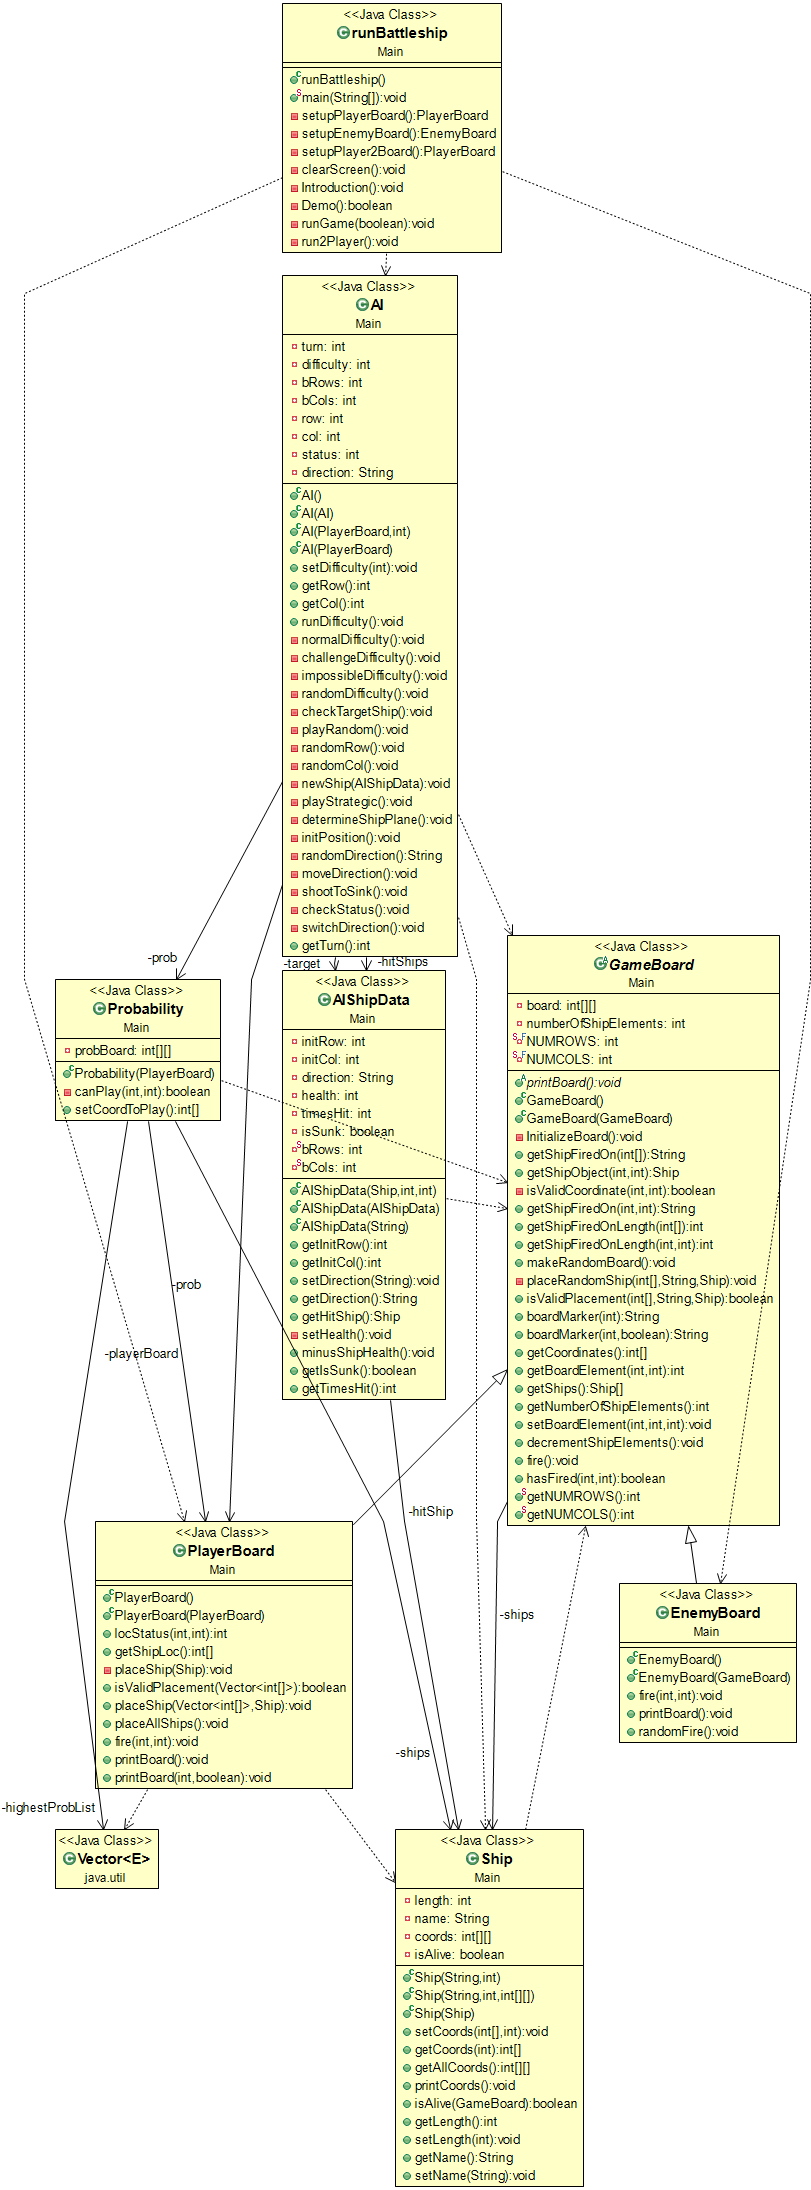 <<Java Class>>
runBattleship
Main
runBattleship()
main(String[]):void
setupPlayerBoard():PlayerBoard
setupEnemyBoard():EnemyBoard
setupPlayer2Board():PlayerBoard
clearScreen():void
Introduction():void
Demo():boolean
runGame(boolean):void
run2Player():void
<<Java Class>>
AI
Main
turn: int
difficulty: int
bRows: int
bCols: int
row: int
col: int
status: int
direction: String
AI()
AI(AI)
AI(PlayerBoard,int)
AI(PlayerBoard)
setDifficulty(int):void
getRow():int
getCol():int
runDifficulty():void
normalDifficulty():void
challengeDifficulty():void
impossibleDifficulty():void
randomDifficulty():void
checkTargetShip():void
playRandom():void
randomRow():void
randomCol():void
newShip(AIShipData):void
playStrategic():void
determineShipPlane():void
initPosition():void
randomDirection():String
moveDirection():void
shootToSink():void
checkStatus():void
switchDirection():void
getTurn():int
-prob
-target
-hitShips
<<Java Class>>
Probability
Main
probBoard: int[][]
Probability(PlayerBoard)
canPlay(int,int):boolean
setCoordToPlay():int[]
<<Java Class>>
AIShipData
Main
initRow: int
initCol: int
direction: String
health: int
timesHit: int
isSunk: boolean
bRows: int
bCols: int
AIShipData(Ship,int,int)
AIShipData(AIShipData)
AIShipData(String)
getInitRow():int
getInitCol():int
setDirection(String):void
getDirection():String
getHitShip():Ship
setHealth():void
minusShipHealth():void
getIsSunk():boolean
getTimesHit():int
<<Java Class>>
GameBoard
Main
board: int[][]
numberOfShipElements: int
NUMROWS: int
NUMCOLS: int
printBoard():void
GameBoard()
GameBoard(GameBoard)
InitializeBoard():void
getShipFiredOn(int[]):String
getShipObject(int,int):Ship
isValidCoordinate(int,int):boolean
getShipFiredOn(int,int):String
getShipFiredOnLength(int[]):int
getShipFiredOnLength(int,int):int
makeRandomBoard():void
placeRandomShip(int[],String,Ship):void
isValidPlacement(int[],String,Ship):boolean
boardMarker(int):String
boardMarker(int,boolean):String
getCoordinates():int[]
getBoardElement(int,int):int
getShips():Ship[]
getNumberOfShipElements():int
setBoardElement(int,int,int):void
decrementShipElements():void
fire():void
hasFired(int,int):boolean
getNUMROWS():int
getNUMCOLS():int
-prob
-playerBoard
-hitShip
-ships
<<Java Class>>
PlayerBoard
Main
PlayerBoard()
PlayerBoard(PlayerBoard)
locStatus(int,int):int
getShipLoc():int[]
placeShip(Ship):void
isValidPlacement(Vector<int[]>):boolean
placeShip(Vector<int[]>,Ship):void
placeAllShips():void
fire(int,int):void
printBoard():void
printBoard(int,boolean):void
<<Java Class>>
EnemyBoard
Main
EnemyBoard()
EnemyBoard(GameBoard)
fire(int,int):void
printBoard():void
randomFire():void
-ships
-highestProbList
<<Java Class>>
Vector<E>
java.util
<<Java Class>>
Ship
Main
length: int
name: String
coords: int[][]
isAlive: boolean
Ship(String,int)
Ship(String,int,int[][])
Ship(Ship)
setCoords(int[],int):void
getCoords(int):int[]
getAllCoords():int[][]
printCoords():void
isAlive(GameBoard):boolean
getLength():int
setLength(int):void
getName():String
setName(String):void